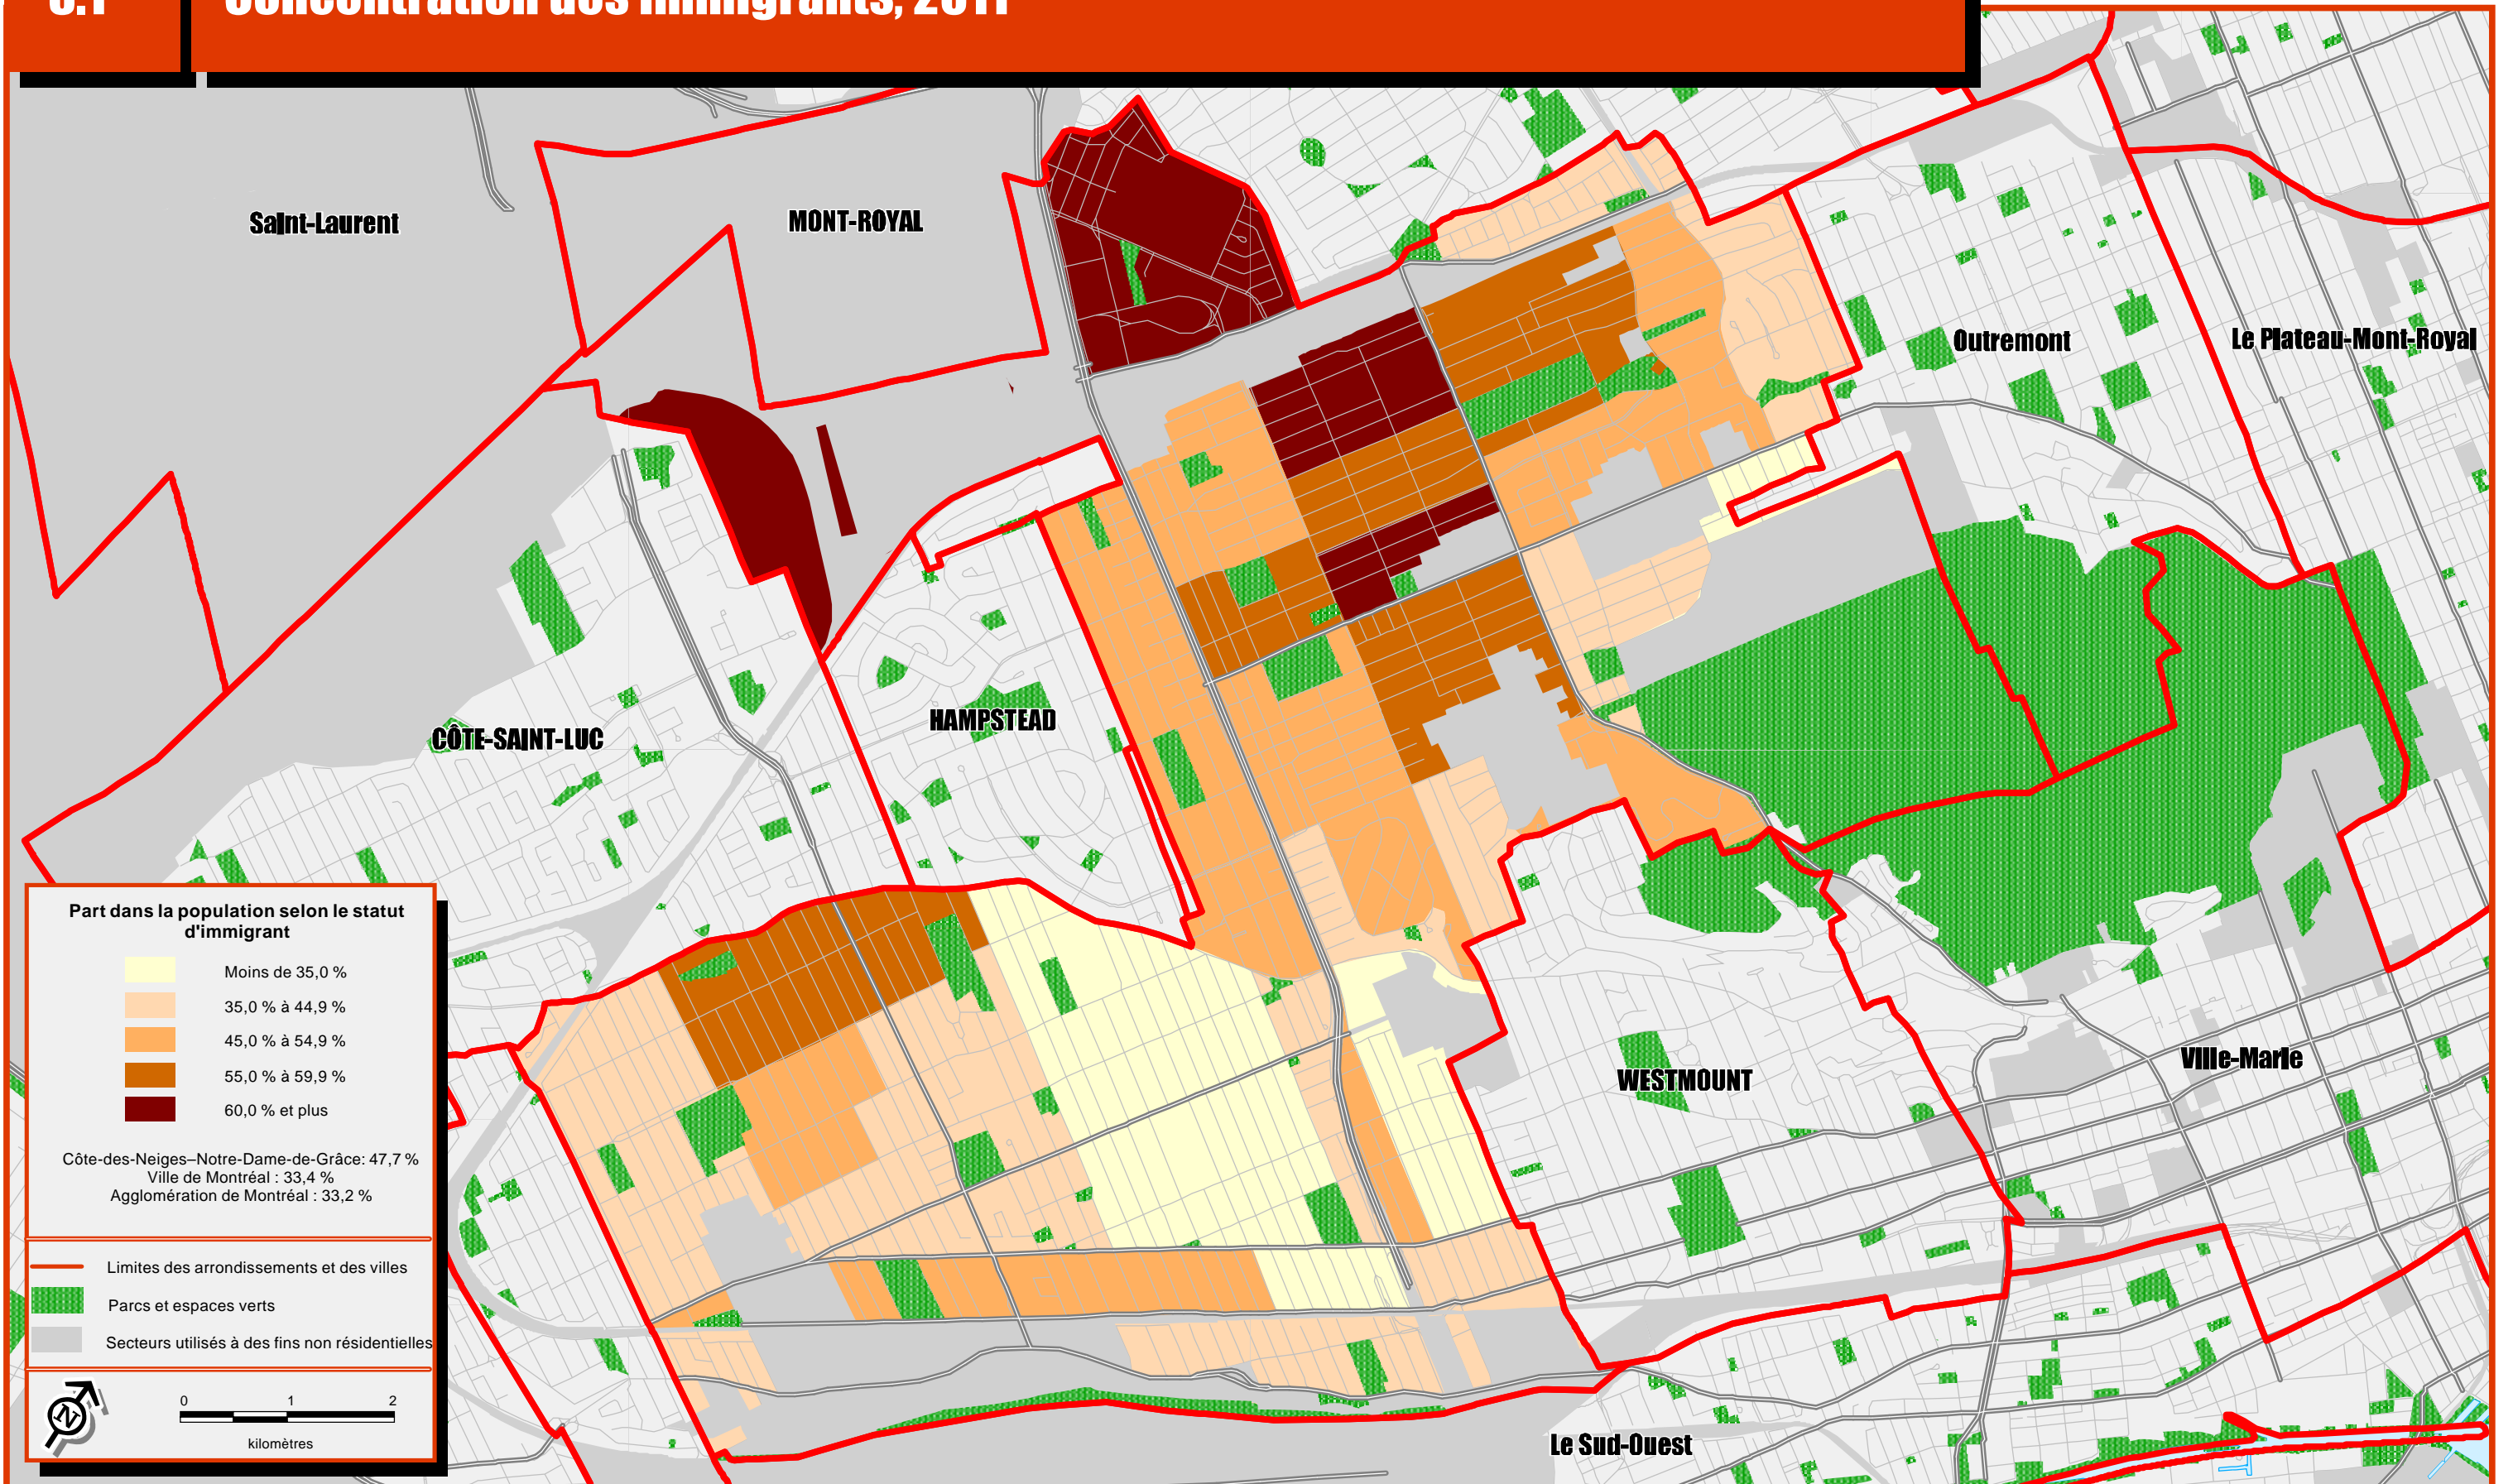 Concentration des immigrants, 2011
Saint-Laurent
MONT-ROYAL
Outremont
Le Plateau-Mont-Royal
CÔTE-SAINT-LUC
HAMPSTEAD
WESTMOUNT
Ville-Marie
Le Sud-Ouest
Part dans la population selon le statut
d'immigrant
Moins de 35,0 %
35,0 % à 44,9 %
45,0 % à 54,9 %
55,0 % à 59,9 %
60,0 % et plus
Côte-des-Neiges–Notre-Dame-de-Grâce: 47,7 %
Ville de Montréal : 33,4 %
Agglomération de Montréal : 33,2 %
Limites des arrondissements et des villes
Parcs et espaces verts
Secteurs utilisés à des fins non résidentielles
N
0 1 2
kilomètres